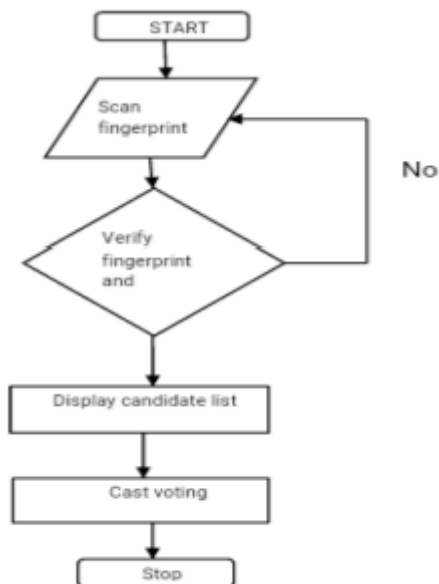 START
Scan
fingerprint
No
Verify
fingerprint
and
Display candidate list
Cast voting
Stop